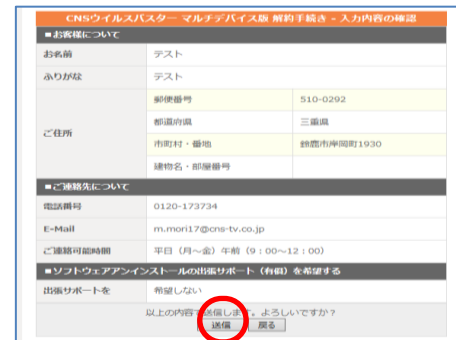 CNSウイルスバスター マルチデバイス版 解約手続き - 入力内容の確認
■お客様について
お名前 テスト
ふりがな テスト
ご住所
郵便番号 510-0292
都道府県 三重県
市町村・番地 鈴鹿市岸岡町1930
建物名・部屋番号
■ご連絡先について
電話番号 0120-173734
E-Mail m.mori17@cns-tv.co.jp
ご連絡可能時間 平日（月～金）午前（9：00～12：00）
■ソフトウェアアンインストールの出張サポート（有償）を希望する
出張サポートを 希望しない
以上の内容で送信します。よろしいですか？
送信 戻る